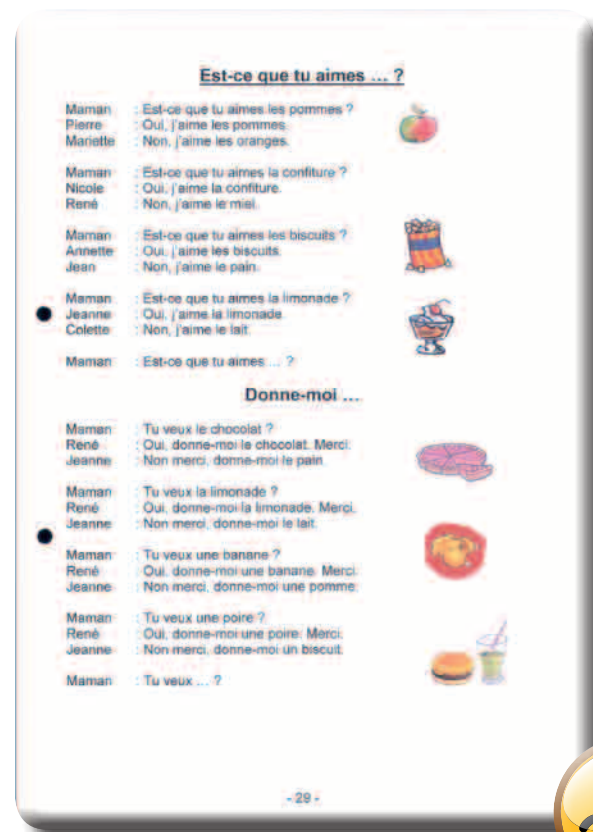 Est-ce que tu aimes ... ?
Maman : Est-ce que tu aimes les pommes ?
Pierre : Oui, j'aime les pommes.
Mariette : Non, j'aime les oranges.
Maman : Est-ce que tu aimes la confiture ?
Nicole : Oui, j'aime la confiture.
René : Non, j'aime le miel.
Maman : Est-ce que tu aimes les biscuits ?
Annette : Oui, j'aime les biscuits.
Jean : Non, j'aime le pain.
Maman : Est-ce que tu aimes la limonade ?
Jeanne : Oui, j'aime la limonade.
Colette : Non, j'aime le lait.
Maman : Est-ce que tu aimes ... ?
Donne-moi ...
Maman : Tu veux le chocolat ?
René : Oui, donne-moi le chocolat. Merci.
Jeanne : Non merci, donne-moi le pain.
Maman : Tu veux la limonade ?
René : Oui, donne-moi la limonade. Merci.
Jeanne : Non merci, donne-moi le lait.
Maman : Tu veux une banane ?
René : Oui, donne-moi une banane. Merci.
Jeanne : Non merci, donne-moi une pomme.
Maman : Tu veux une poire ?
René : Oui, donne-moi une poire. Merci.
Jeanne : Non merci, donne-moi un biscuit.
Maman : Tu veux ... ?
- 29 -